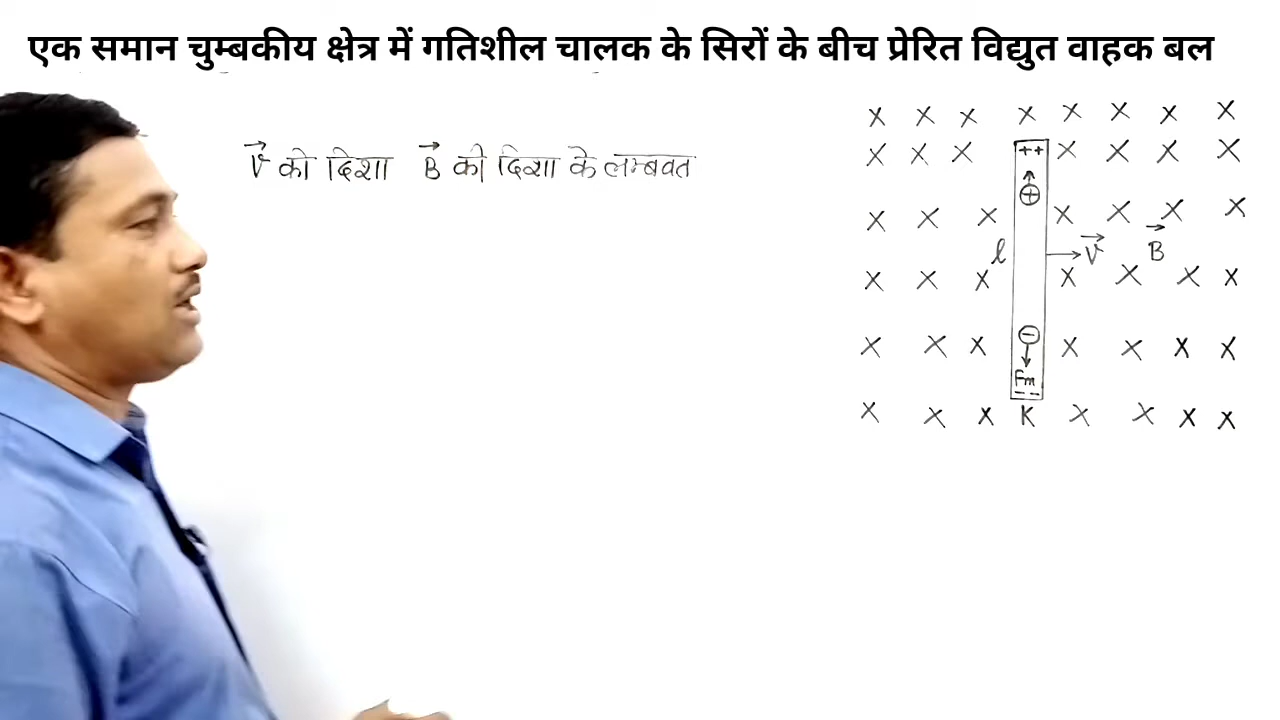 एक समान चुम्बकीय क्षेत्र में गतिशील चालक के सिरों के बीच प्रेरित विद्युत वाहक बल
V⃗ की दिशा B⃗ की दिशा के लम्बवत
x x x x x x x x
x x x ++ x x x x
+
x x x x x x x
l V⃗ B⃗
x x x x x x x
−
x x x x x x x
Fm
− −
x x x K x x x x